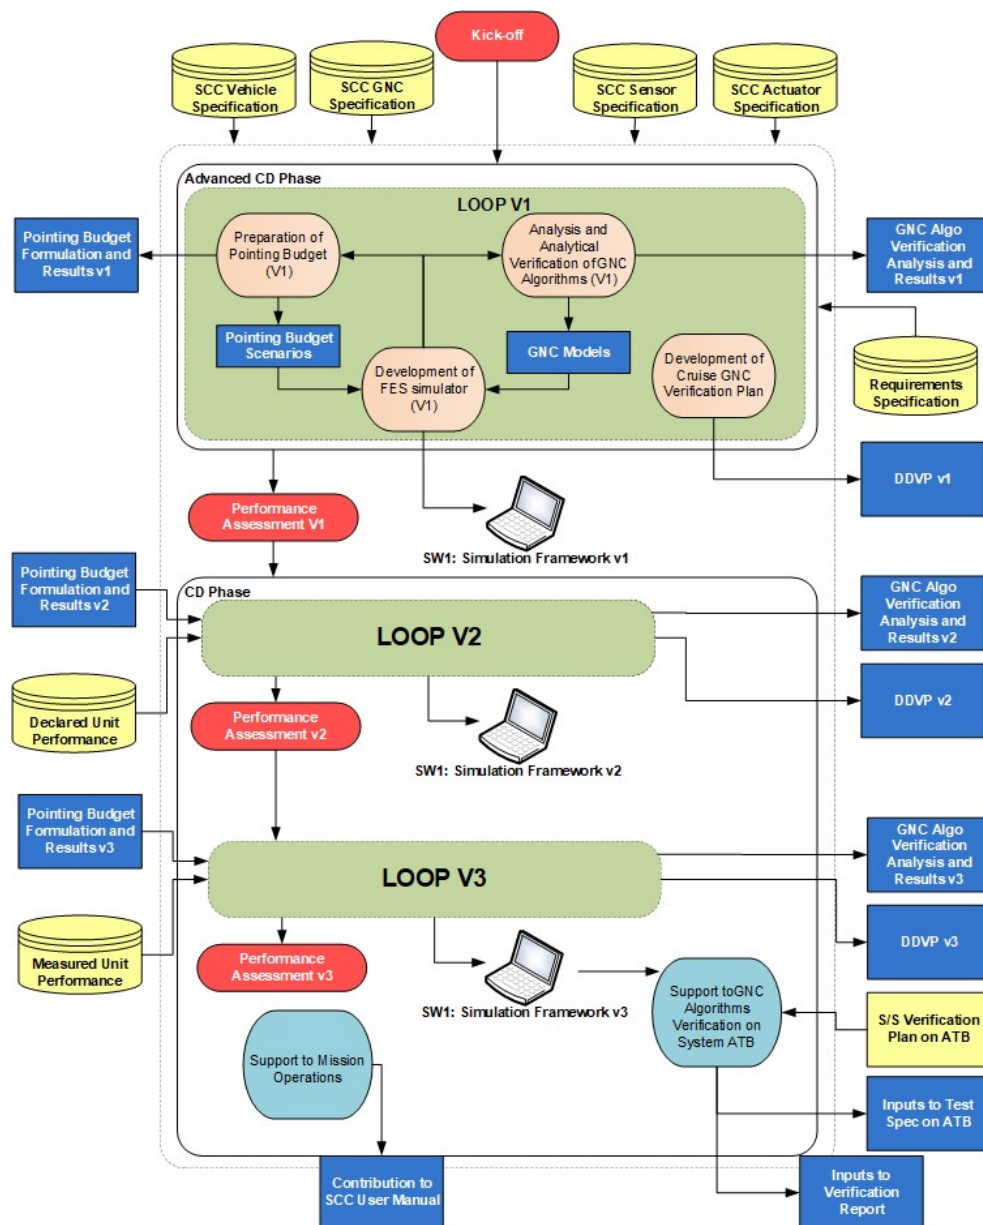 Kick-off
SCC Vehicle
Specification
SCC GNC
Specification
SCC Sensor
Specification
SCC Actuator
Specification
Advanced CD Phase
LOOP V1
Pointing Budget
Formulation and
Results v1
Preparation of
Pointing Budget
(V1)
Analysis and
Analytical
Verification ofGNC
Algorithms (V1)
GNC Algo
Verification
Analysis and
Results v1
Pointing Budget
Scenarios
GNC Models
Development of
FES simulator
(V1)
Development of
Cruise GNC
Verification Plan
Requirements
Specification
DDVP v1
Performance
Assessment V1
SW1: Simulation Framework v1
CD Phase
Pointing Budget
Formulation and
Results v2
LOOP V2
GNC Algo
Verification
Analysis and
Results v2
Declared Unit
Performance
Performance
Assessment v2
DDVP v2
SW1: Simulation Framework v2
Pointing Budget
Formulation and
Results v3
LOOP V3
GNC Algo
Verification
Analysis and
Results v3
Measured Unit
Performance
Performance
Assessment v3
DDVP v3
SW1: Simulation Framework v3
Support toGNC
Algorithms
Verification on
System ATB
S/S Verification
Plan on ATB
Support to Mission
Operations
Inputs to Test
Spec on ATB
Contribution to
SCC User Manual
Inputs to
Verification
Report